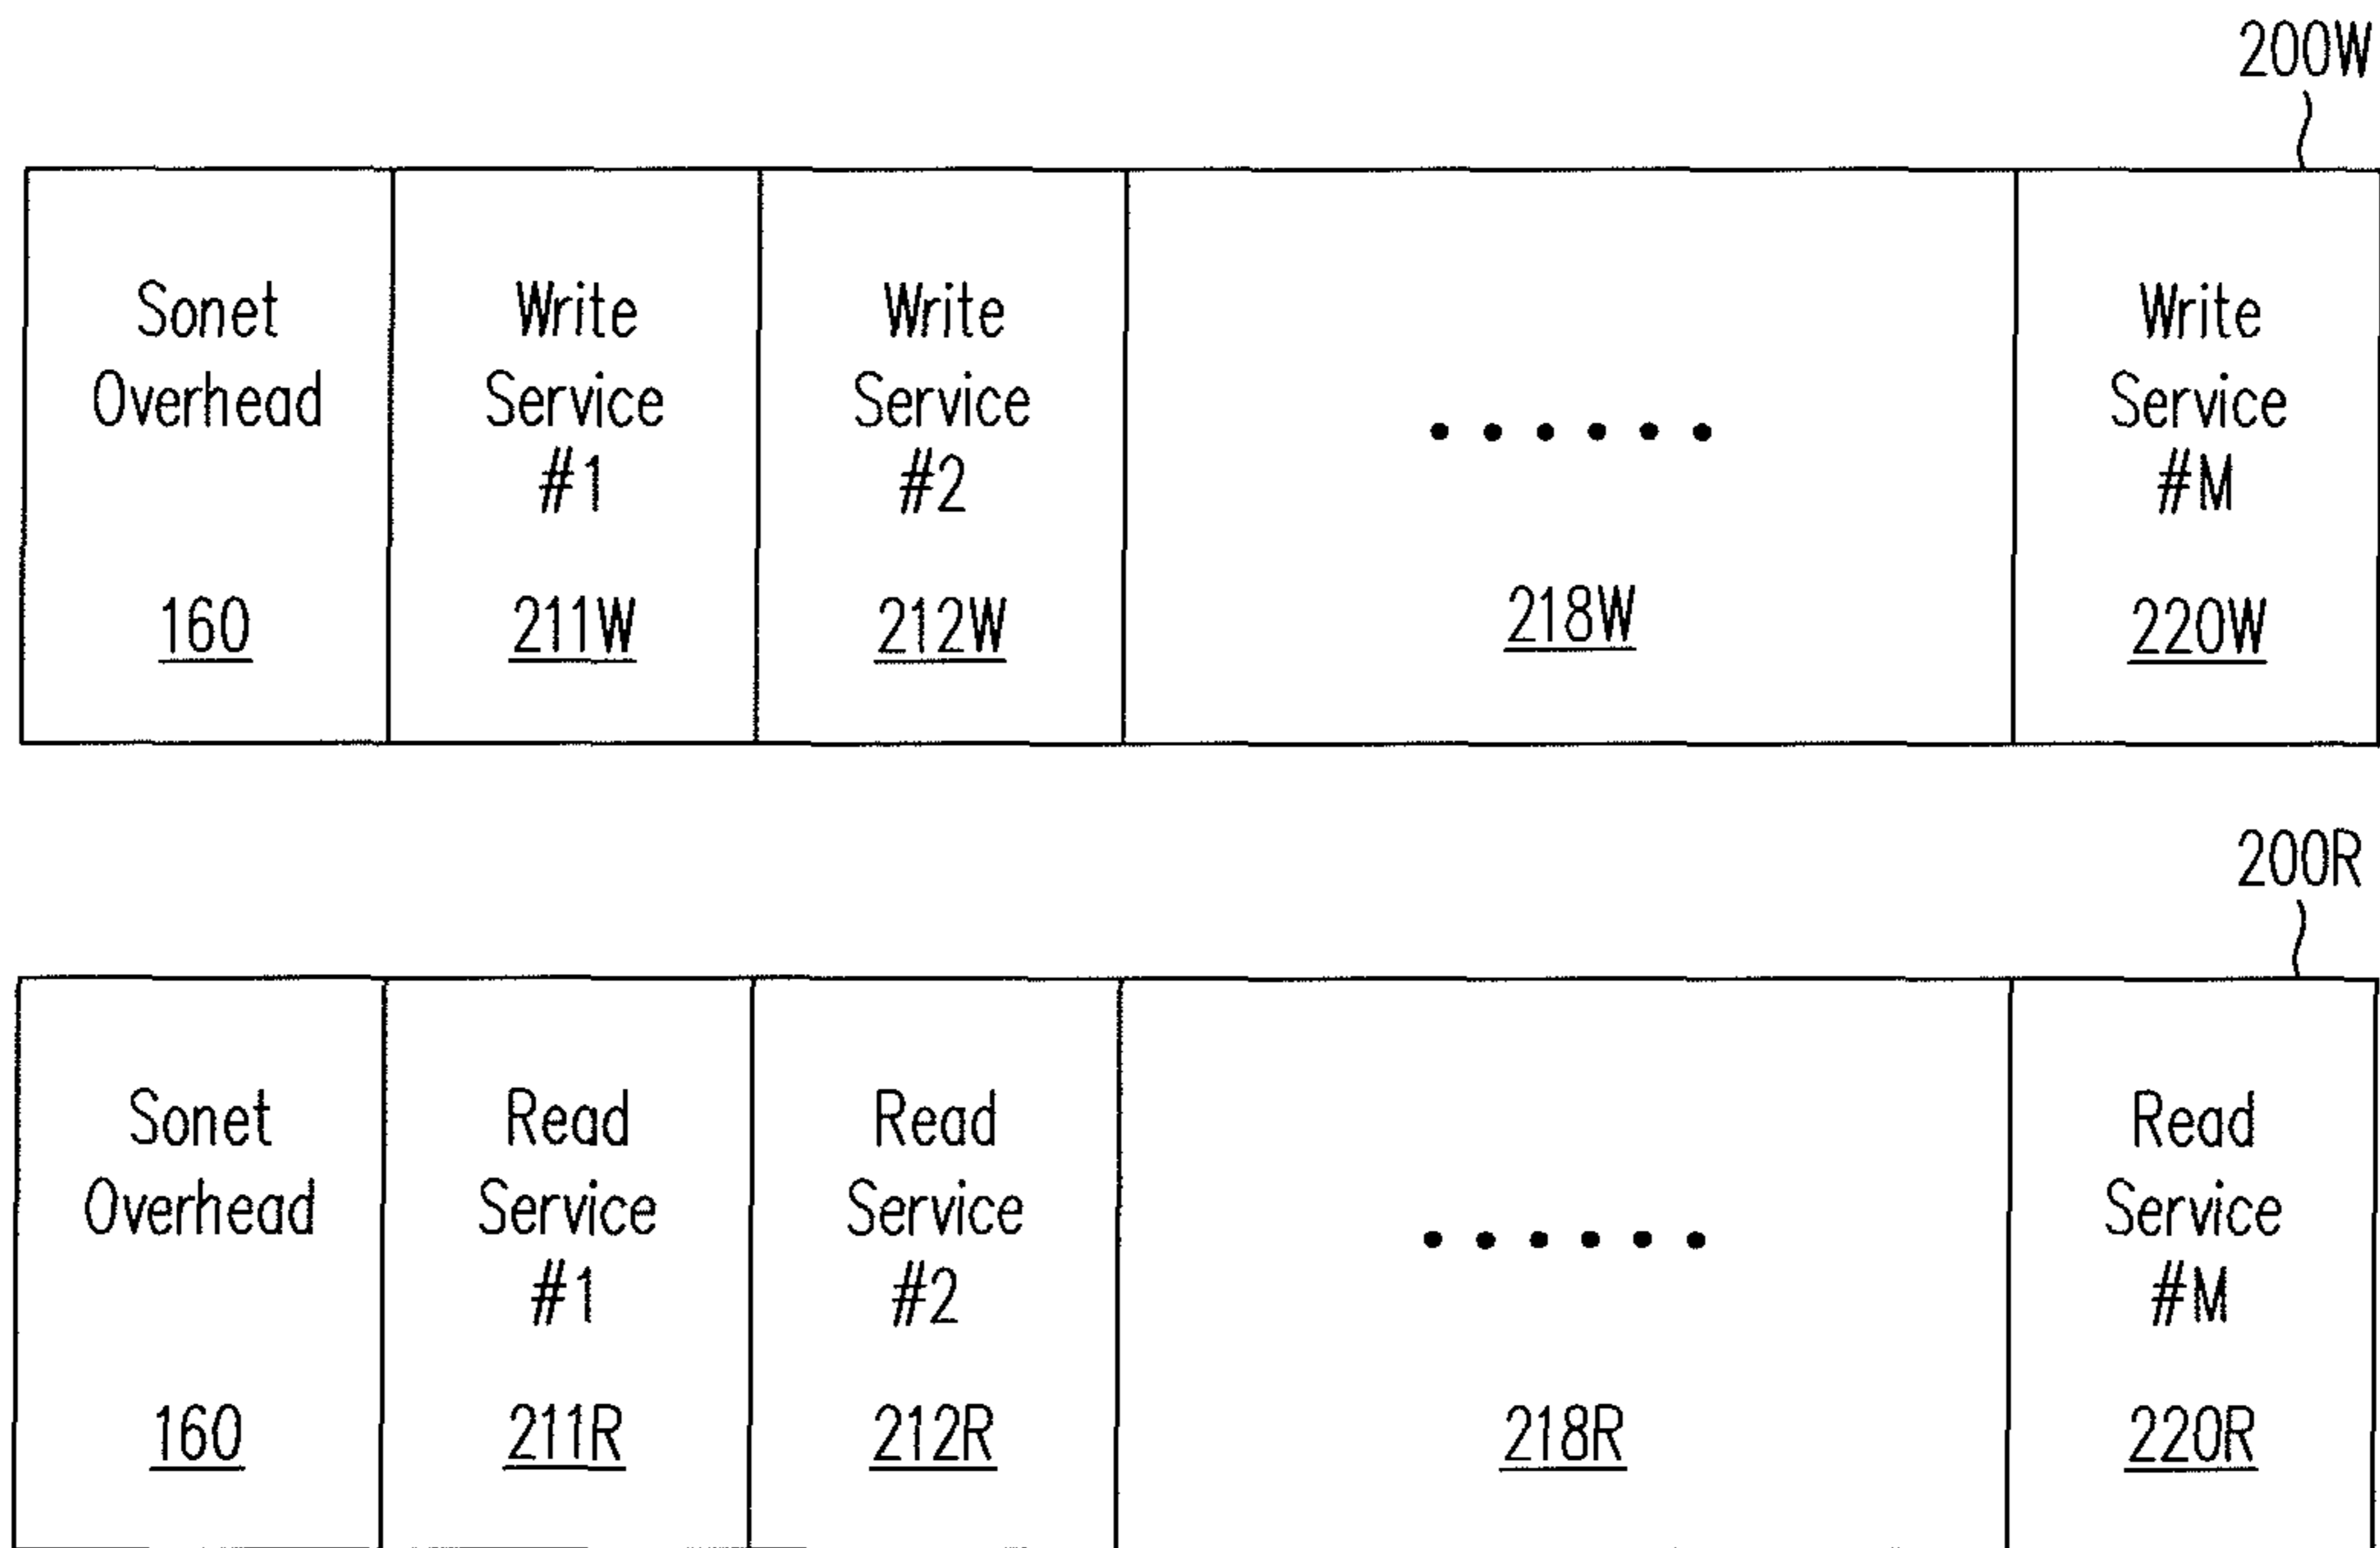 200W
Sonet
Overhead
160
Write
Service
#1
211W
Write
Service
#2
212W
......
218W
Write
Service
#M
220W
200R
Sonet
Overhead
160
Read
Service
#1
211R
Read
Service
#2
212R
......
218R
Read
Service
#M
220R